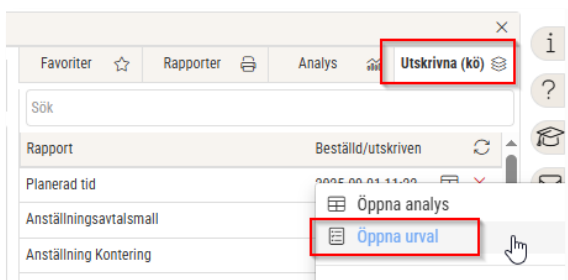 Favoriter Rapporter Analys Utskrivna (kö)
Sök
Rapport Beställd/utskriven
Planerad tid
Öppna analys
Anställningsavtalsmall
Öppna urval
Anställning Kontering